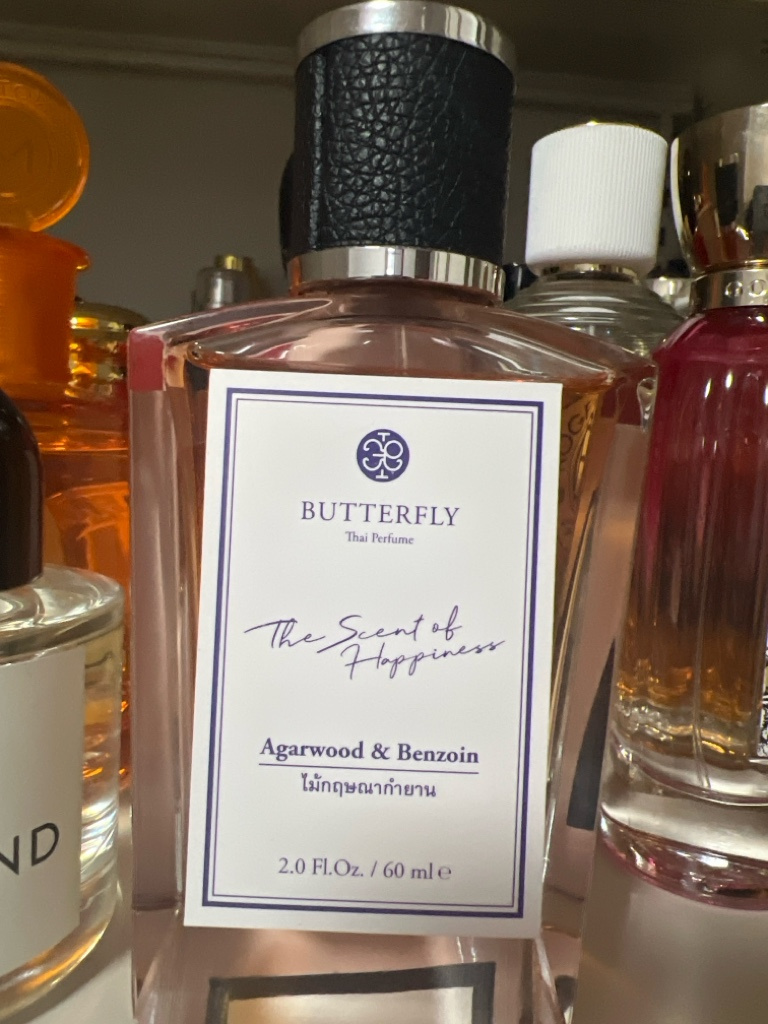 BUTTERFLY
Thai Perfume
The Scent of
Happiness
Agarwood & Benzoin
ไม้กฤษณากำยาน
2.0 Fl.Oz. / 60 ml ℮
ND